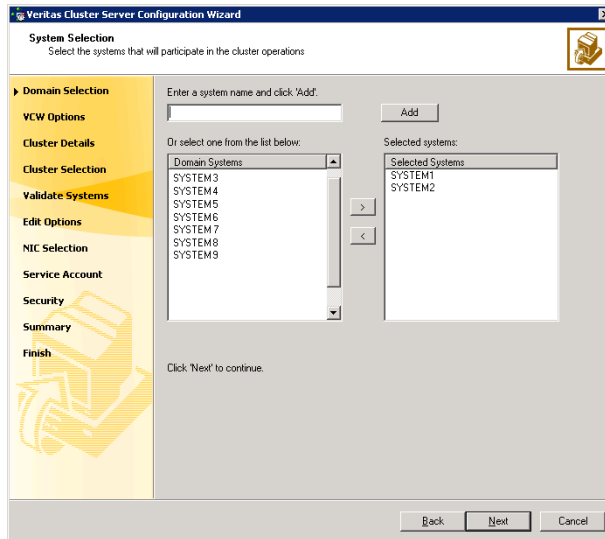 Veritas Cluster Server Configuration Wizard
System Selection
Select the systems that will participate in the cluster operations
Domain Selection
VCW Options
Cluster Details
Cluster Selection
Validate Systems
Edit Options
NIC Selection
Service Account
Security
Summary
Finish
Enter a system name and click 'Add'.
Add
Or select one from the list below:
Domain Systems
SYSTEM3
SYSTEM4
SYSTEM5
SYSTEM6
SYSTEM7
SYSTEM8
SYSTEM9
>
<
Selected systems:
Selected Systems
SYSTEM1
SYSTEM2
Click 'Next' to continue.
Back
Next
Cancel